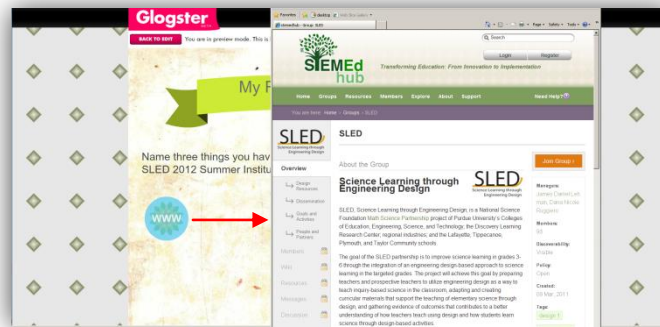 Glogster
BACK TO EDIT You are in preview mode. This is
My F
Name three things you hav
SLED 2012 Summer Institu
WWW
Favorites
Search
Login Register
STEMEd
hub
Transforming Education: From Innovation to Implementation
Home Groups Resources Members Explore About Support Need Help?
You are here: Home › Groups › SLED
SLED
Science Learning through
Engineering Design
SLED
Overview
Design
Resources
Dissemination
Goals and
Activities
People and
Partners
Members
Wiki
Resources
Messages
Discussion
About the Group
Science Learning through
Engineering Design
SLED
Science Learning through
Engineering Design
SLED, Science Learning through Engineering Design, is a National Science
Foundation Math Science Partnership project of Purdue University's Colleges
of Education, Engineering, Science, and Technology; the Discovery Learning
Research Center; regional industries; and the Lafayette, Tippecanoe,
Plymouth, and Taylor Community schools.
The goal of the SLED partnership is to improve science learning in grades 3-
6 through the integration of an engineering design-based approach to science
learning in the targeted grades. The project will achieve this goal by preparing
teachers and prospective teachers to utilize engineering design as a way to
teach inquiry-based science in the classroom, adapting and creating
curricular materials that support the teaching of elementary science through
design, and gathering evidence of outcomes that contributes to a better
understanding of how teachers teach using design and how students learn
science through design-based activities.
Join Group ›
Managers:
Members:
Discoverability:
Visible
Policy:
Open
Created:
09 Mar, 2011
Tags:
design